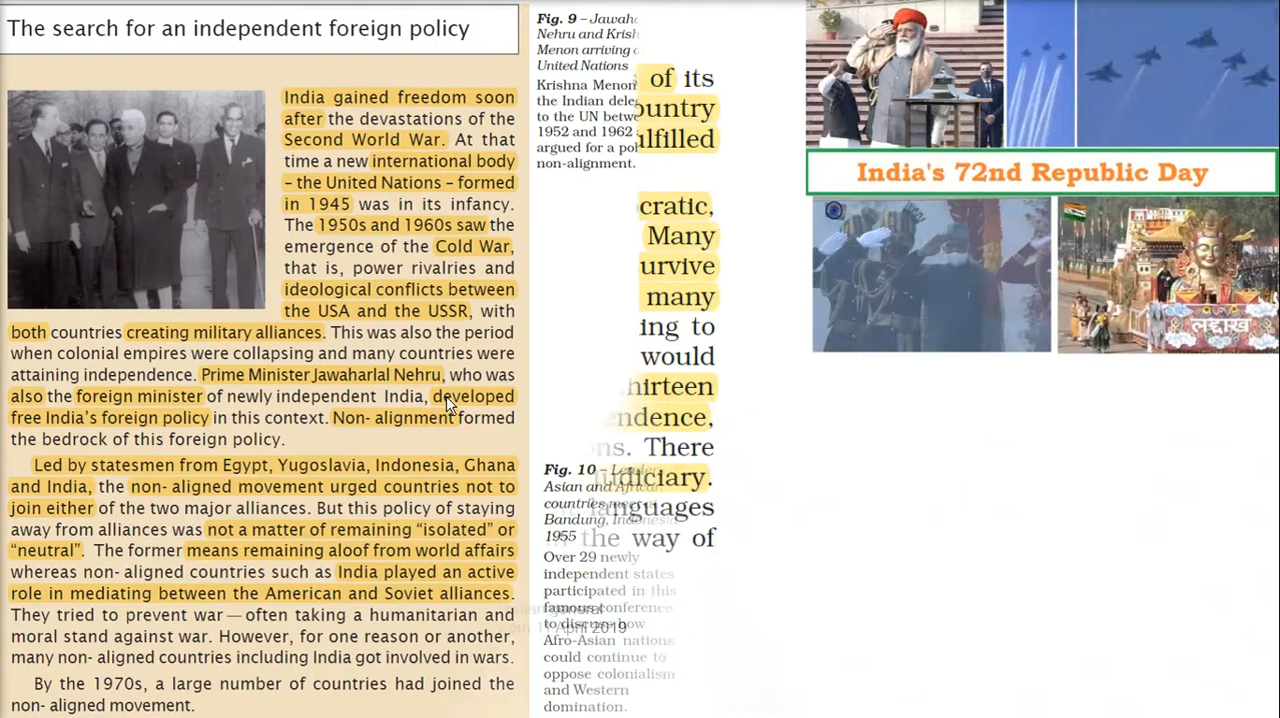 The search for an independent foreign policy
India gained freedom soon
after the devastations of the
Second World War. At that
time a new international body
– the United Nations – formed
in 1945 was in its infancy.
The 1950s and 1960s saw the
emergence of the Cold War,
that is, power rivalries and
ideological conflicts between
the USA and the USSR, with
both countries creating military alliances. This was also the period
when colonial empires were collapsing and many countries were
attaining independence. Prime Minister Jawaharlal Nehru, who was
also the foreign minister of newly independent India, developed
free India's foreign policy in this context. Non- alignment formed
the bedrock of this foreign policy.
Led by statesmen from Egypt, Yugoslavia, Indonesia, Ghana
and India, the non- aligned movement urged countries not to
join either of the two major alliances. But this policy of staying
away from alliances was not a matter of remaining "isolated" or
"neutral". The former means remaining aloof from world affairs
whereas non- aligned countries such as India played an active
role in mediating between the American and Soviet alliances.
They tried to prevent war — often taking a humanitarian and
moral stand against war. However, for one reason or another,
many non- aligned countries including India got involved in wars.
By the 1970s, a large number of countries had joined the
non- aligned movement.
Fig. 9 – Jawah
Nehru and Krish
Menon arriving
United Nations
Krishna Menon
the Indian dele
to the UN betw
1952 and 1962
argued for a pol
non-alignment.
of its
ountry
ulfilled
cratic,
Many
urvive
many
ing to
would
hirteen
endence,
ns. There
judiciary.
languages
the way of
Fig. 10 – Leader
Asian and African
countries meet
Bandung, Indonesia
1955
Over 29 newly
independent states
participated in this
famous conference
to discuss how
Afro-Asian nations
could continue to
oppose colonialism
and Western
domination.
general
11 April 2019
India's 72nd Republic Day
लद्दाख